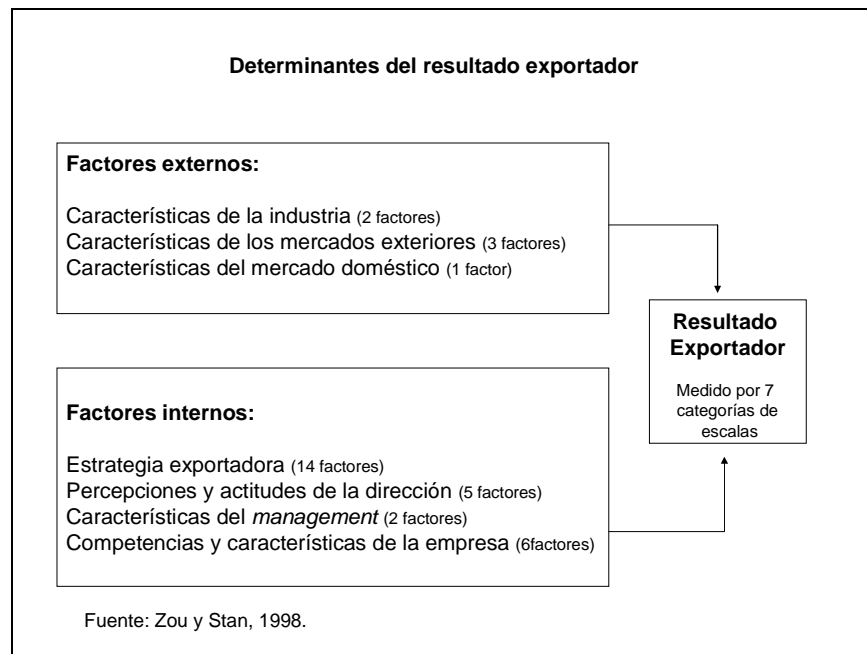 Determinantes del resultado exportador
Factores externos:
Características de la industria (2 factores)
Características de los mercados exteriores (3 factores)
Características del mercado doméstico (1 factor)
Resultado
Exportador
Medido por 7
categorías de
escalas
Factores internos:
Estrategia exportadora (14 factores)
Percepciones y actitudes de la dirección (5 factores)
Características del management (2 factores)
Competencias y características de la empresa (6factores)
Fuente: Zou y Stan, 1998.